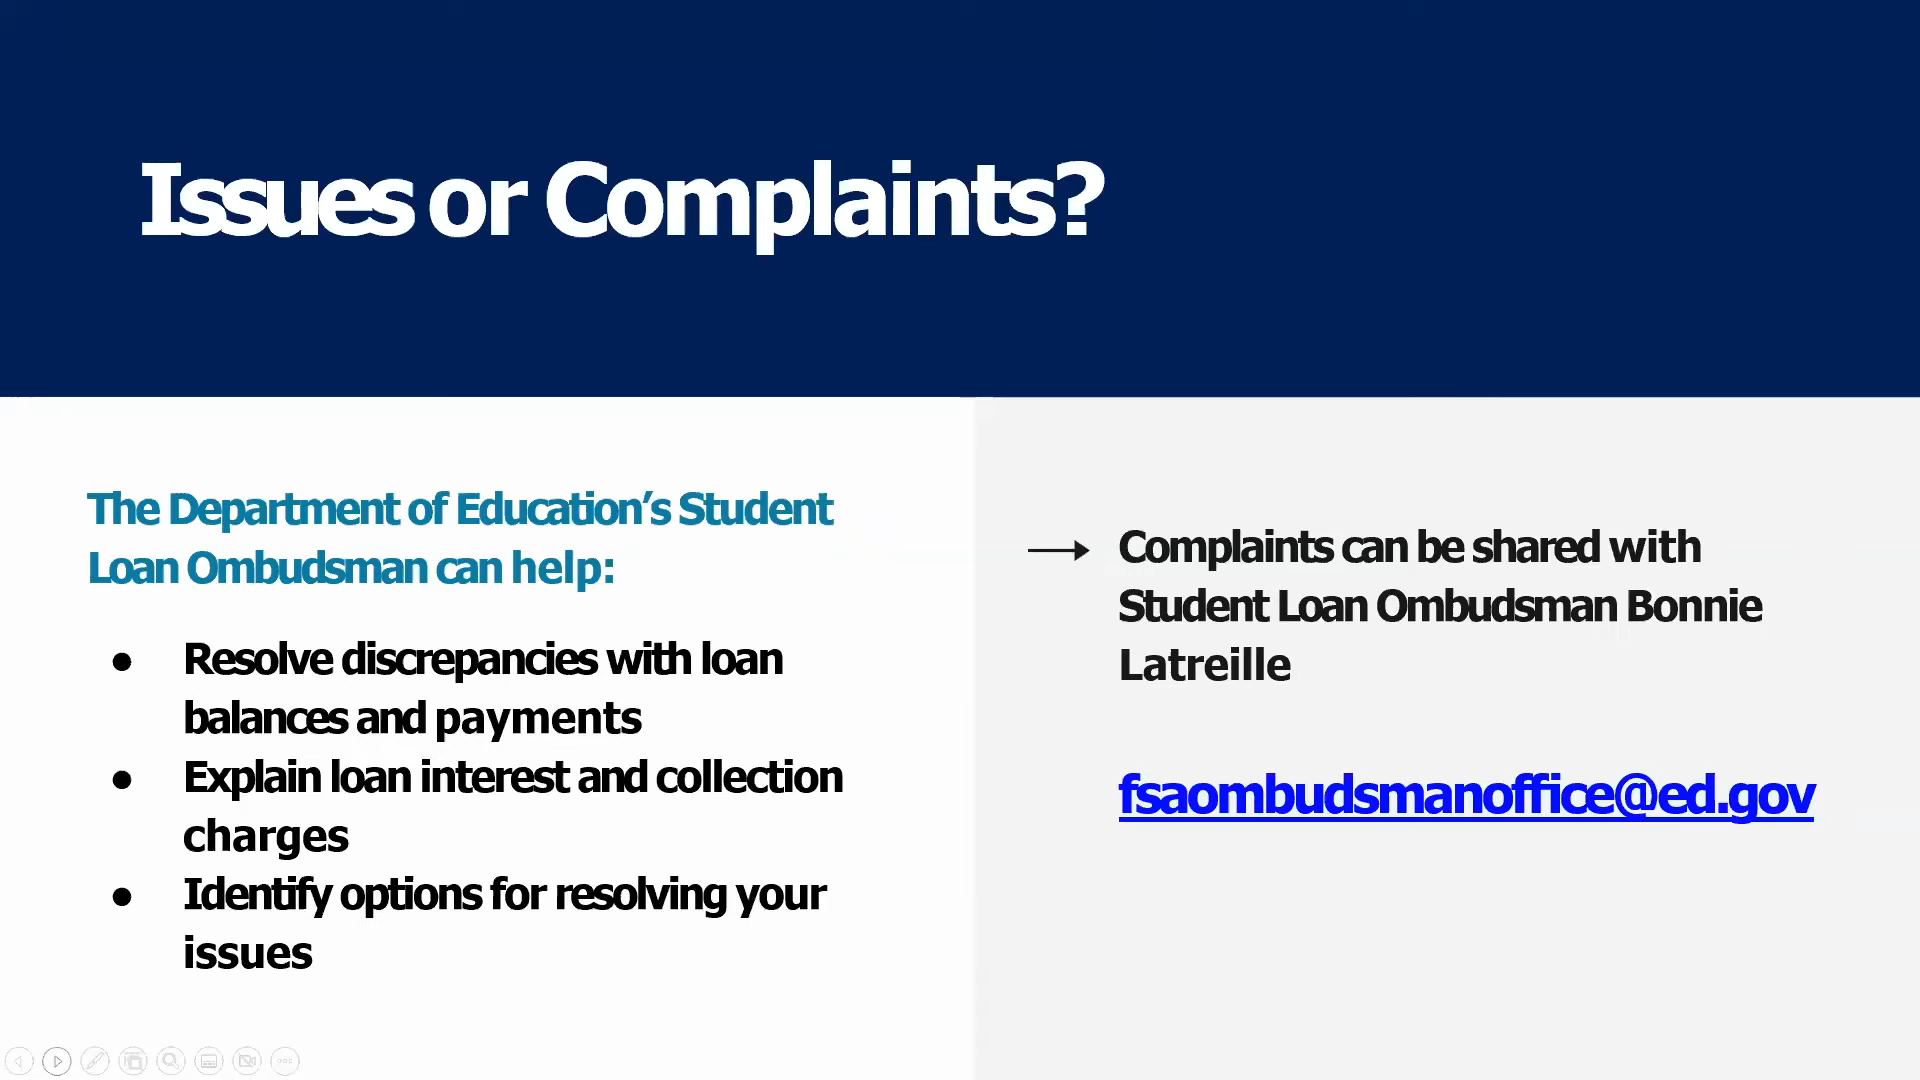 Issues or Complaints?
The Department of Education’s Student
Loan Ombudsman can help:
● Resolve discrepancies with loan
balances and payments
● Explain loan interest and collection
charges
● Identify options for resolving your
issues
Complaints can be shared with
Student Loan Ombudsman Bonnie
Latreille
fsaombudsmanoffice@ed.gov